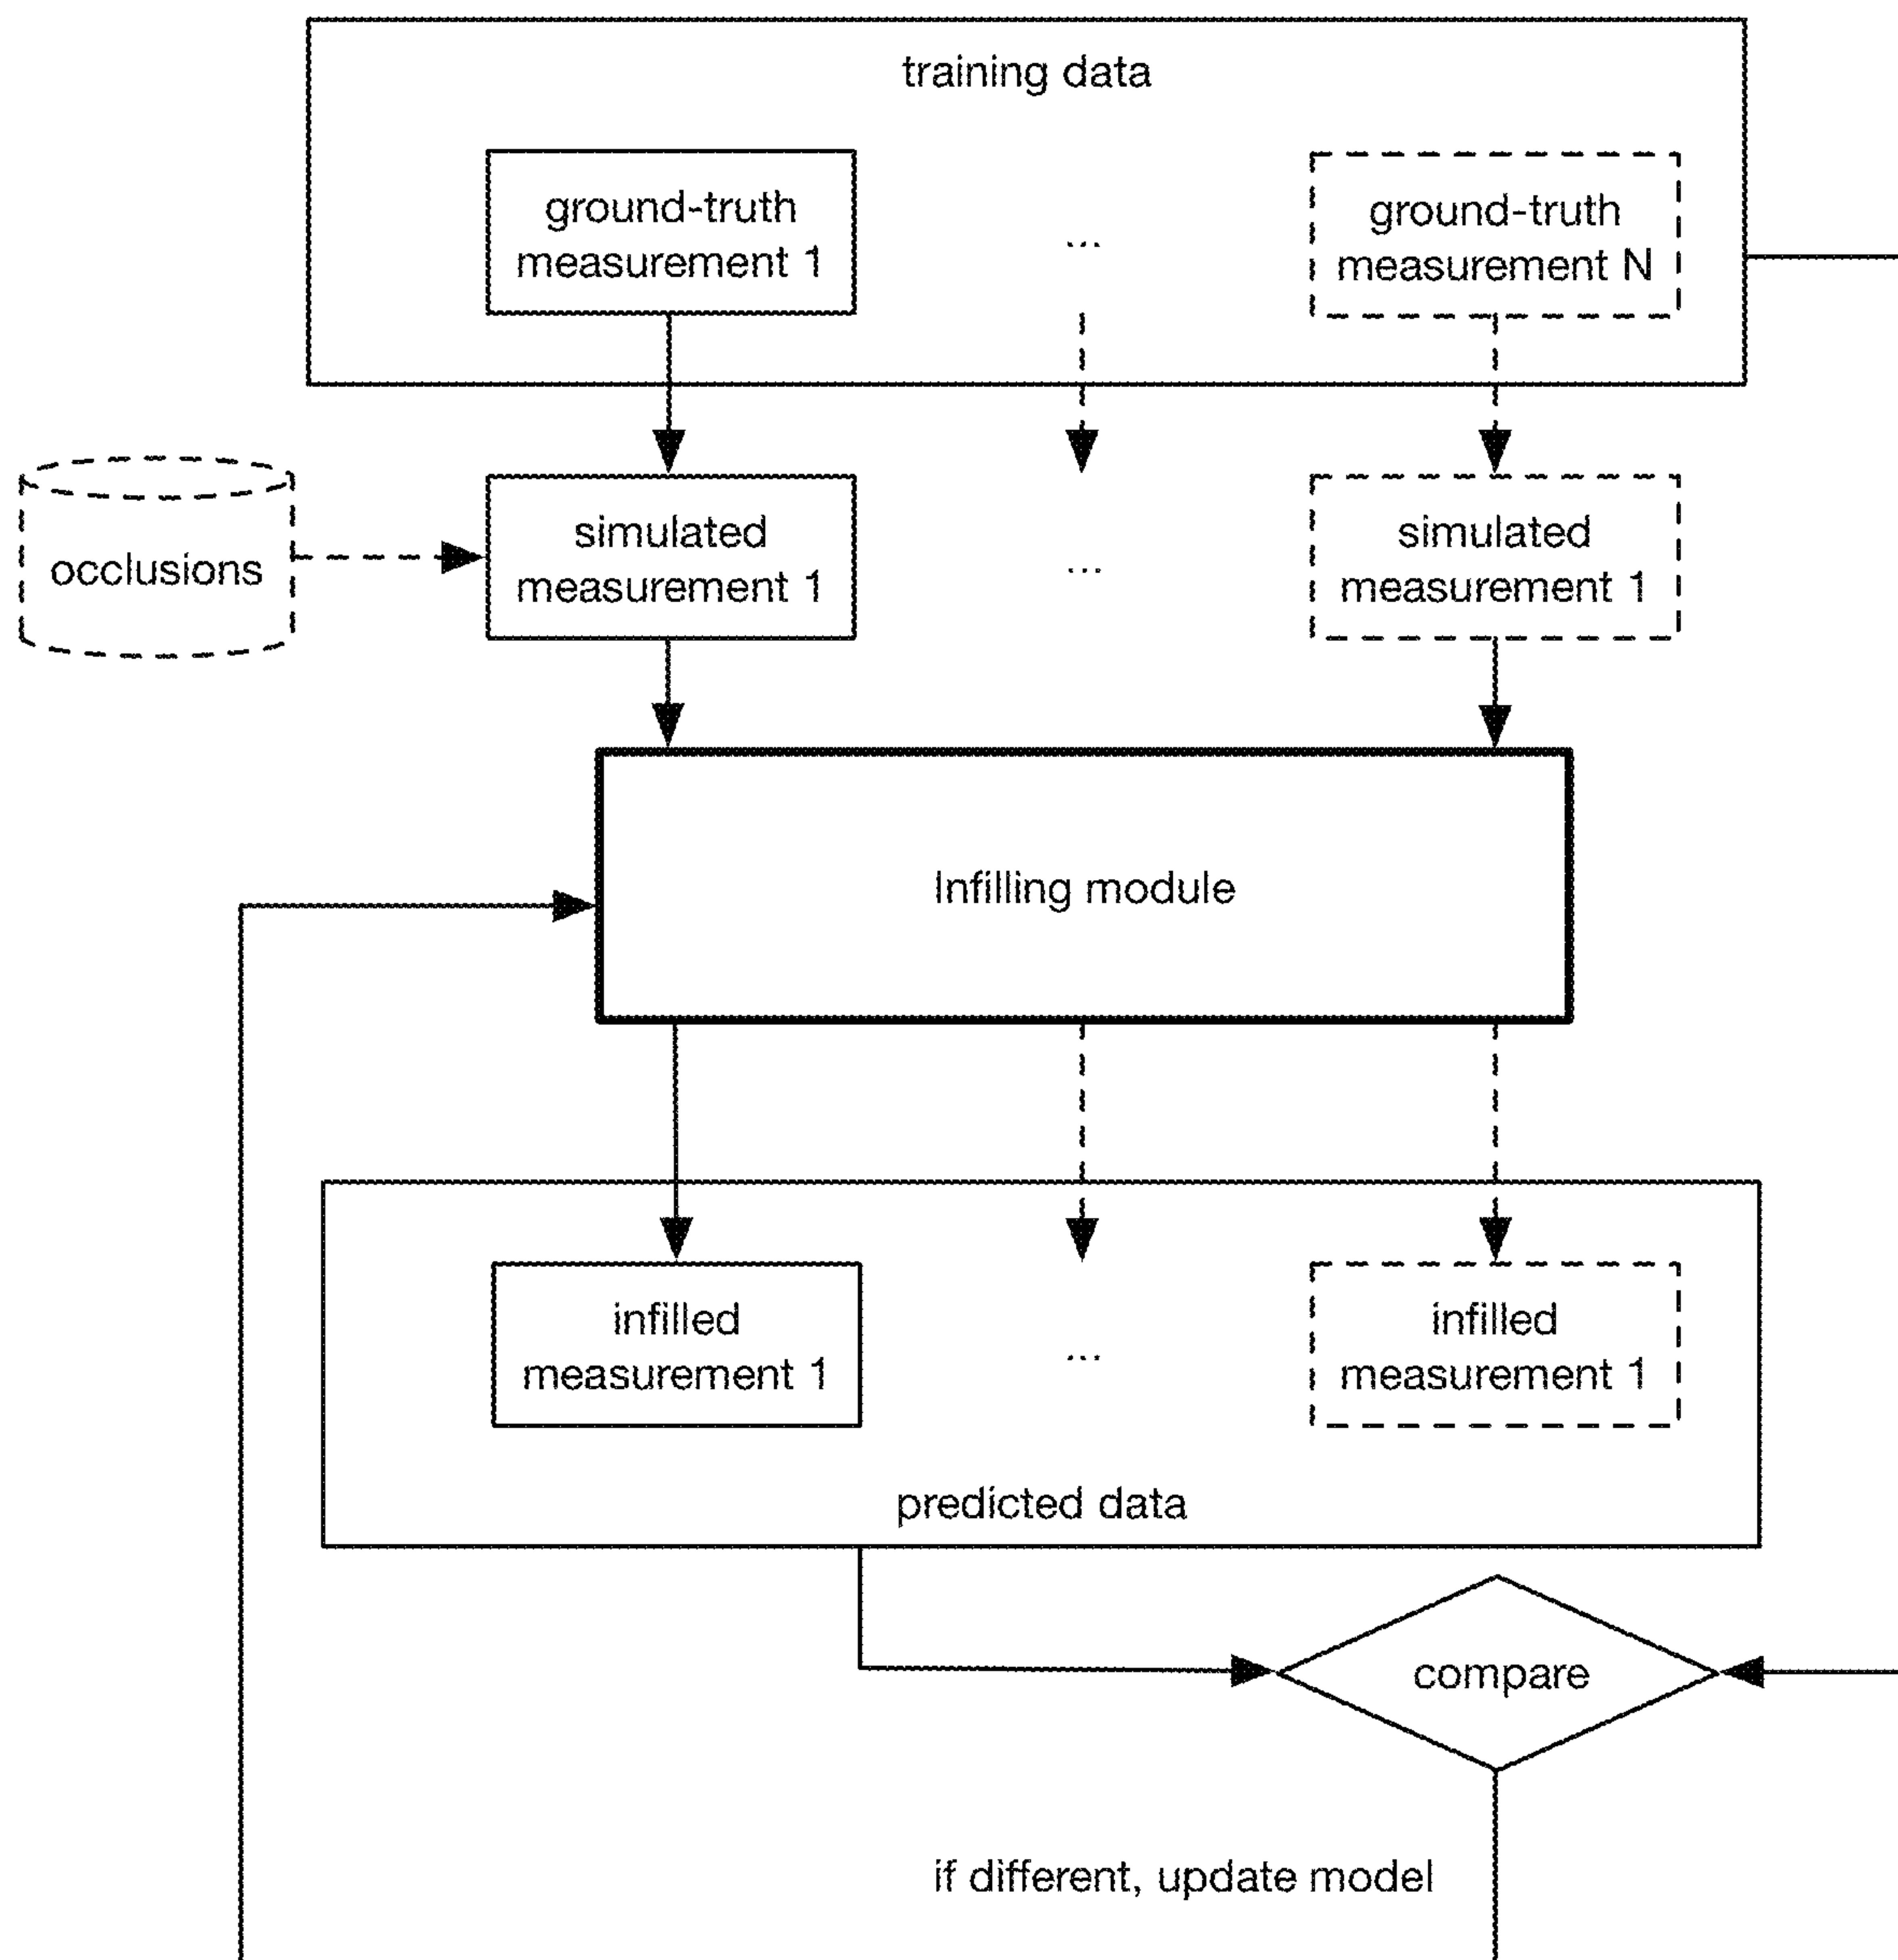 training data
ground-truth
measurement 1
...
ground-truth
measurement N
occlusions
simulated
measurement 1
...
simulated
measurement 1
Infilling module
infilled
measurement 1
...
infilled
measurement 1
predicted data
compare
if different, update model